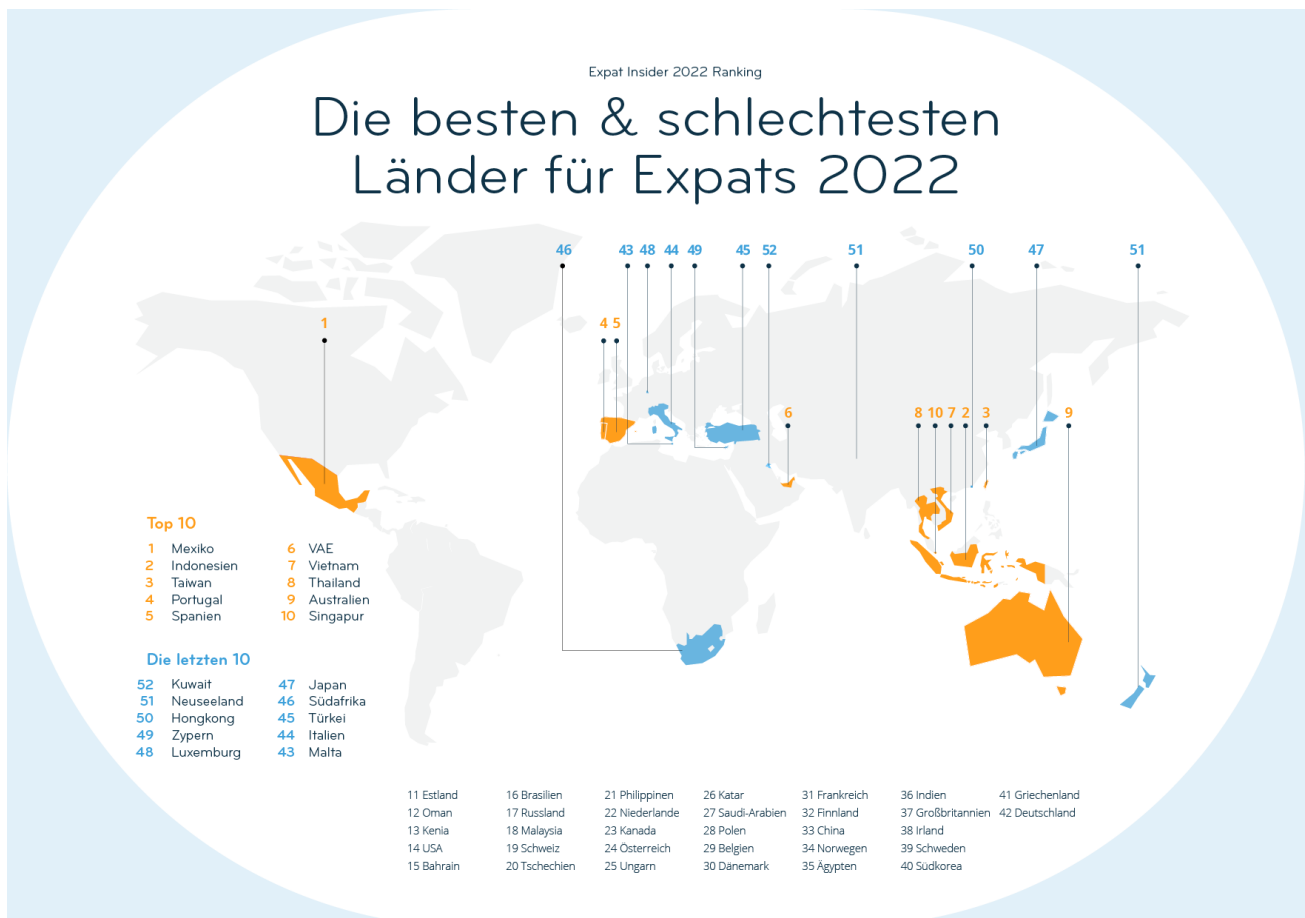 Expat Insider 2022 Ranking
Die besten & schlechtesten
Länder für Expats 2022
46 43 48 44 49 45 52 51 50 47 51
1 4 5
6 8 10 7 2 3 9
Top 10
1 Mexiko 6 VAE
2 Indonesien 7 Vietnam
3 Taiwan 8 Thailand
4 Portugal 9 Australien
5 Spanien 10 Singapur
Die letzten 10
52 Kuwait 47 Japan
51 Neuseeland 46 Südafrika
50 Hongkong 45 Türkei
49 Zypern 44 Italien
48 Luxemburg 43 Malta
11 Estland 16 Brasilien 21 Philippinen 26 Katar 31 Frankreich 36 Indien 41 Griechenland
12 Oman 17 Russland 22 Niederlande 27 Saudi-Arabien 32 Finnland 37 Großbritannien 42 Deutschland
13 Kenia 18 Malaysia 23 Kanada 28 Polen 33 China 38 Irland
14 USA 19 Schweiz 24 Österreich 29 Belgien 34 Norwegen 39 Schweden
15 Bahrain 20 Tschechien 25 Ungarn 30 Dänemark 35 Ägypten 40 Südkorea